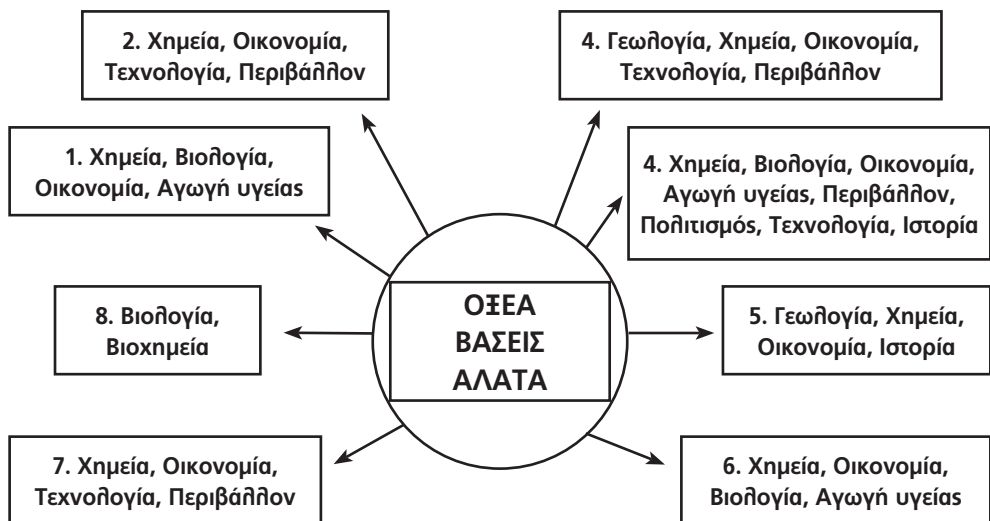 2. Χημεία, Οικονομία,
Τεχνολογία, Περιβάλλον
4. Γεωλογία, Χημεία, Οικονομία,
Τεχνολογία, Περιβάλλον
1. Χημεία, Βιολογία,
Οικονομία, Αγωγή υγείας
4. Χημεία, Βιολογία, Οικονομία,
Αγωγή υγείας, Περιβάλλον,
Πολιτισμός, Τεχνολογία, Ιστορία
8. Βιολογία,
Βιοχημεία
ΟΞΕΑ
ΒΑΣΕΙΣ
ΑΛΑΤΑ
5. Γεωλογία, Χημεία,
Οικονομία, Ιστορία
7. Χημεία, Οικονομία,
Τεχνολογία, Περιβάλλον
6. Χημεία, Οικονομία,
Βιολογία, Αγωγή υγείας